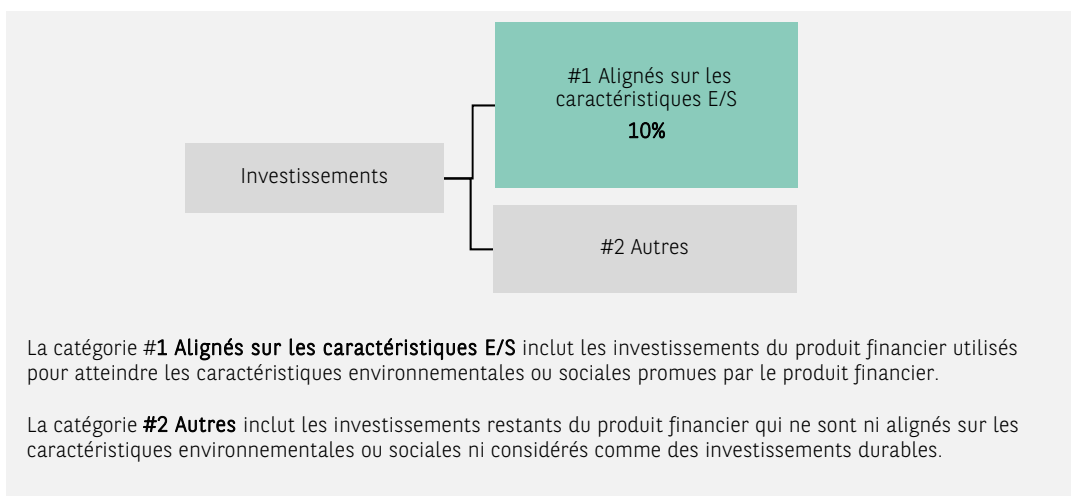 #1 Alignés sur les
caractéristiques E/S
10%
Investissements
#2 Autres
La catégorie #1 Alignés sur les caractéristiques E/S inclut les investissements du produit financier utilisés
pour atteindre les caractéristiques environnementales ou sociales promues par le produit financier.
La catégorie #2 Autres inclut les investissements restants du produit financier qui ne sont ni alignés sur les
caractéristiques environnementales ou sociales ni considérés comme des investissements durables.